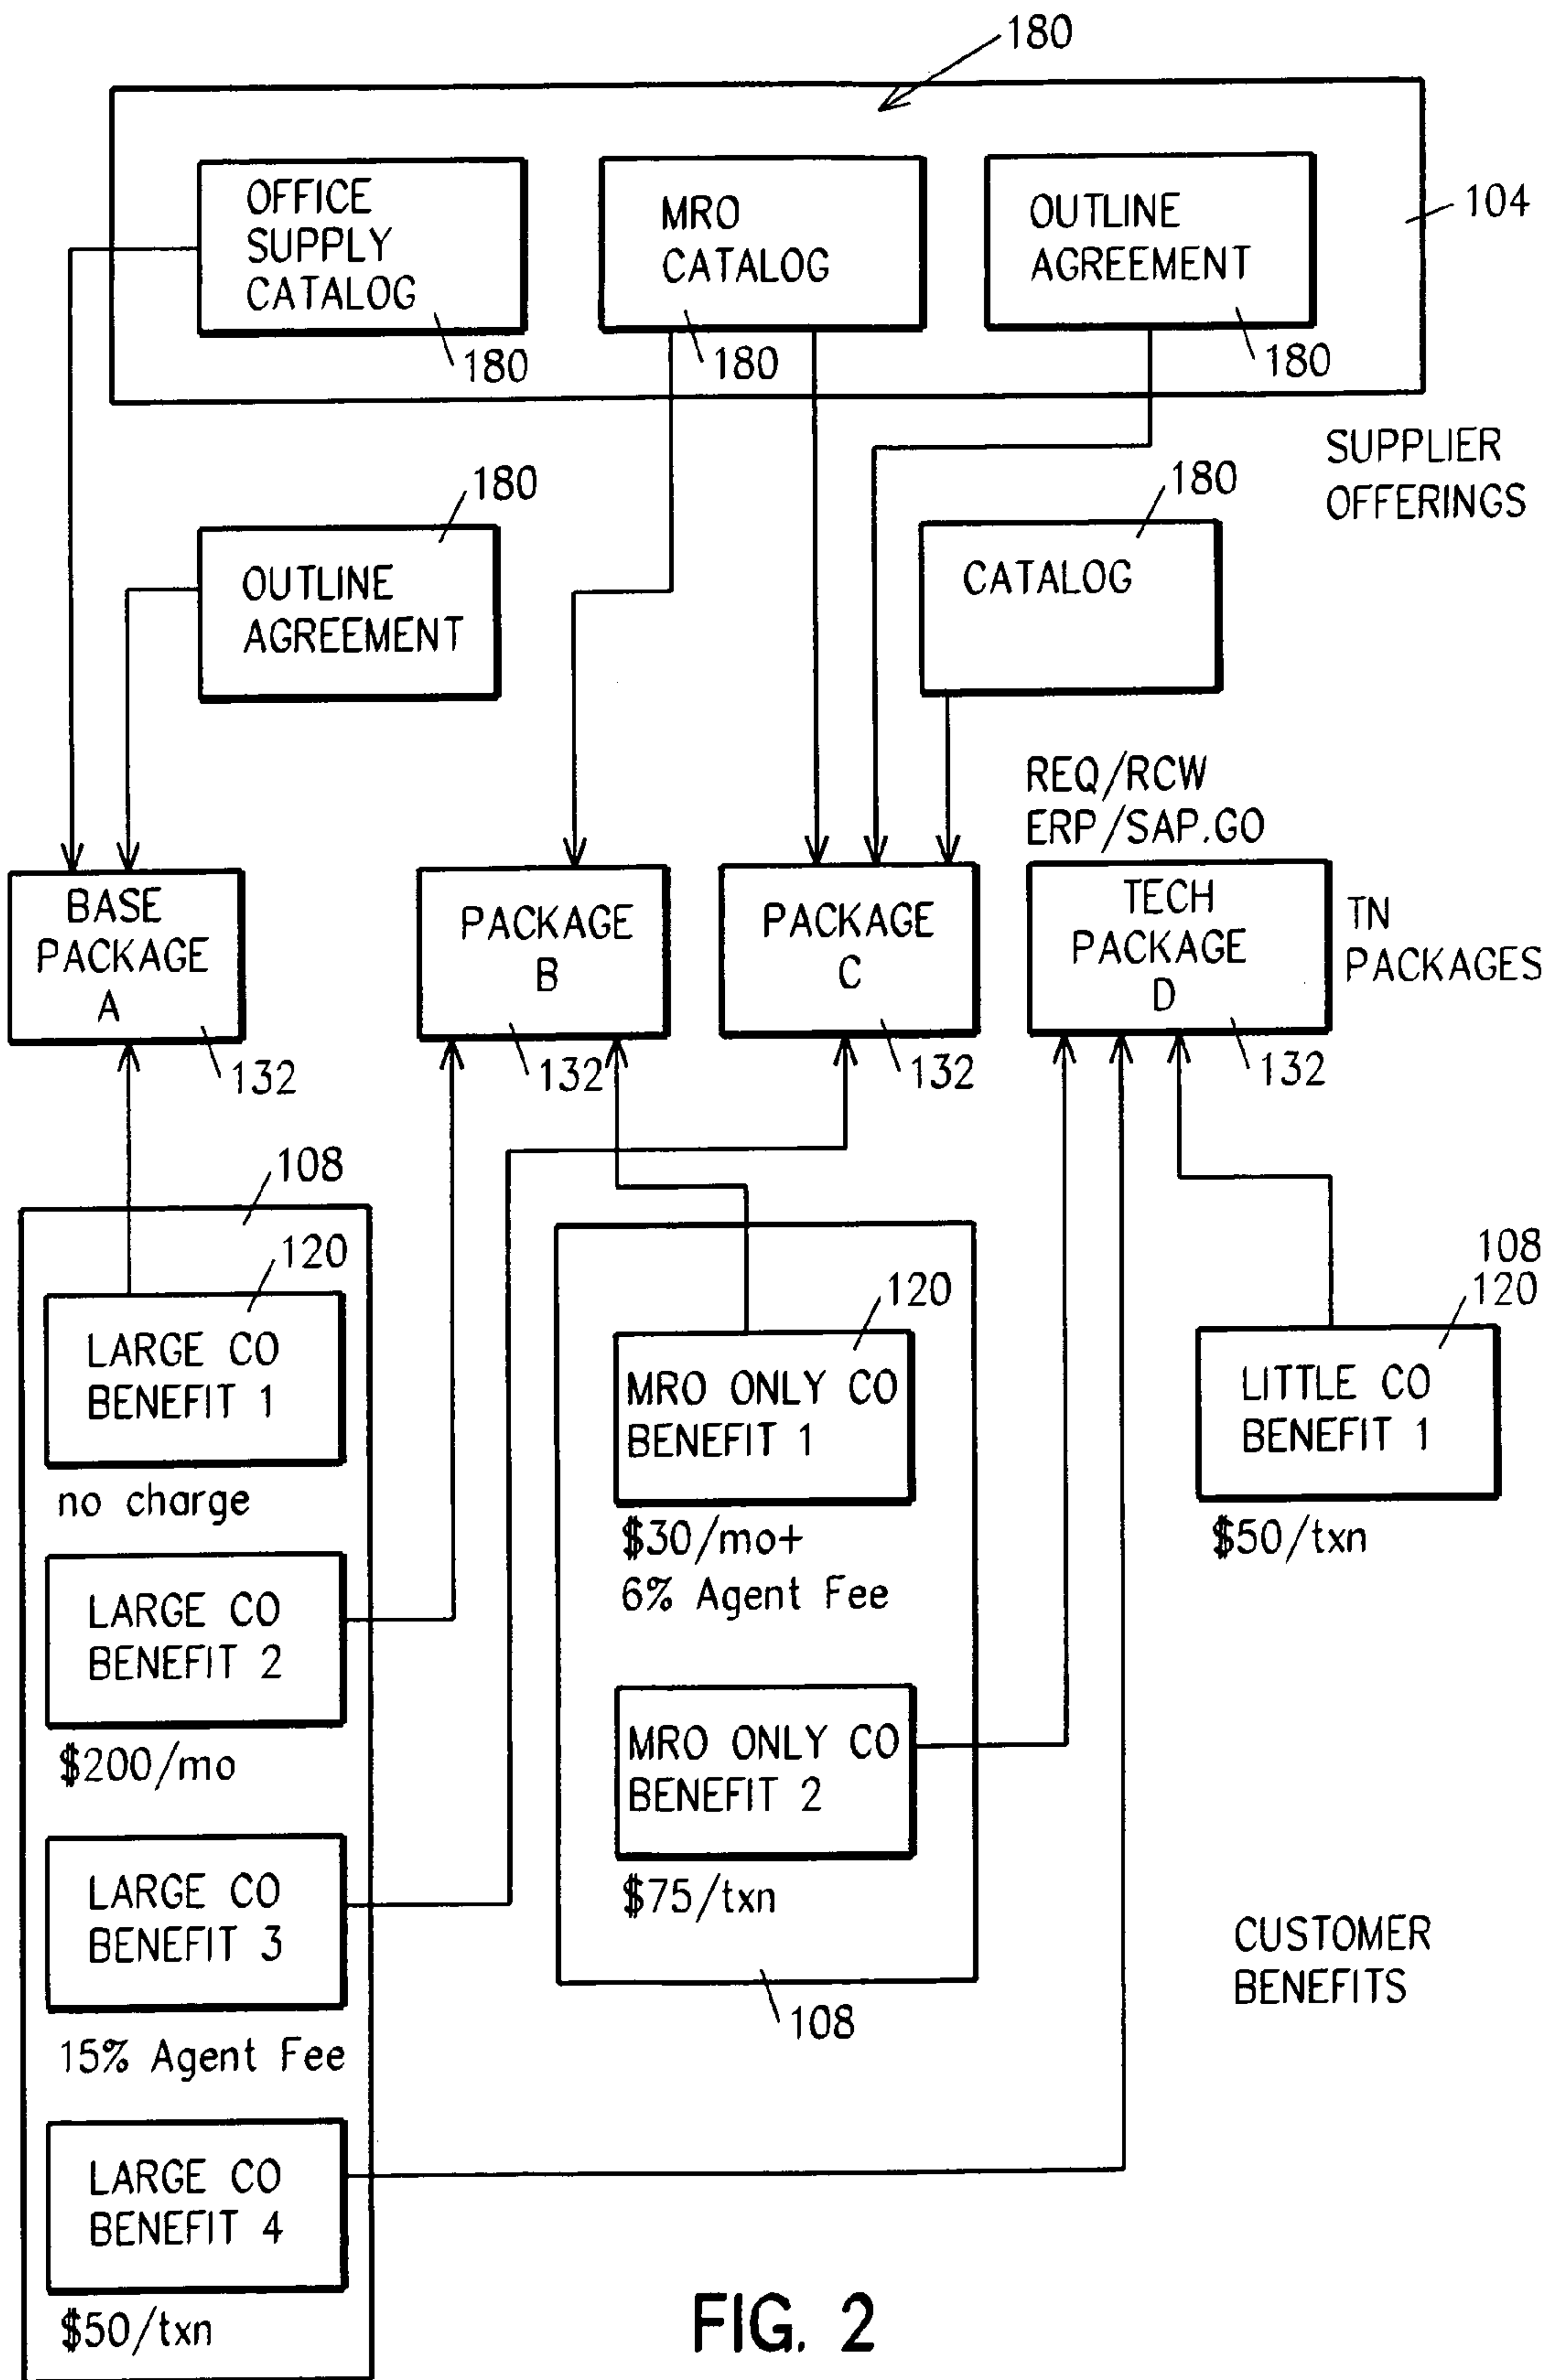 180
104
OFFICE
SUPPLY
CATALOG
180
MRO
CATALOG
180
OUTLINE
AGREEMENT
180
SUPPLIER
OFFERINGS
180
OUTLINE
AGREEMENT
180
CATALOG
REQ/RCW
ERP/SAP.GO
BASE
PACKAGE
A
132
PACKAGE
B
132
PACKAGE
C
132
TECH
PACKAGE
D
132
TN
PACKAGES
108
120
LARGE CO
BENEFIT 1
no charge
LARGE CO
BENEFIT 2
$200/mo
LARGE CO
BENEFIT 3
15% Agent Fee
LARGE CO
BENEFIT 4
$50/txn
120
MRO ONLY CO
BENEFIT 1
$30/mo+
6% Agent Fee
MRO ONLY CO
BENEFIT 2
$75/txn
108
108
120
LITTLE CO
BENEFIT 1
$50/txn
CUSTOMER
BENEFITS
FIG. 2